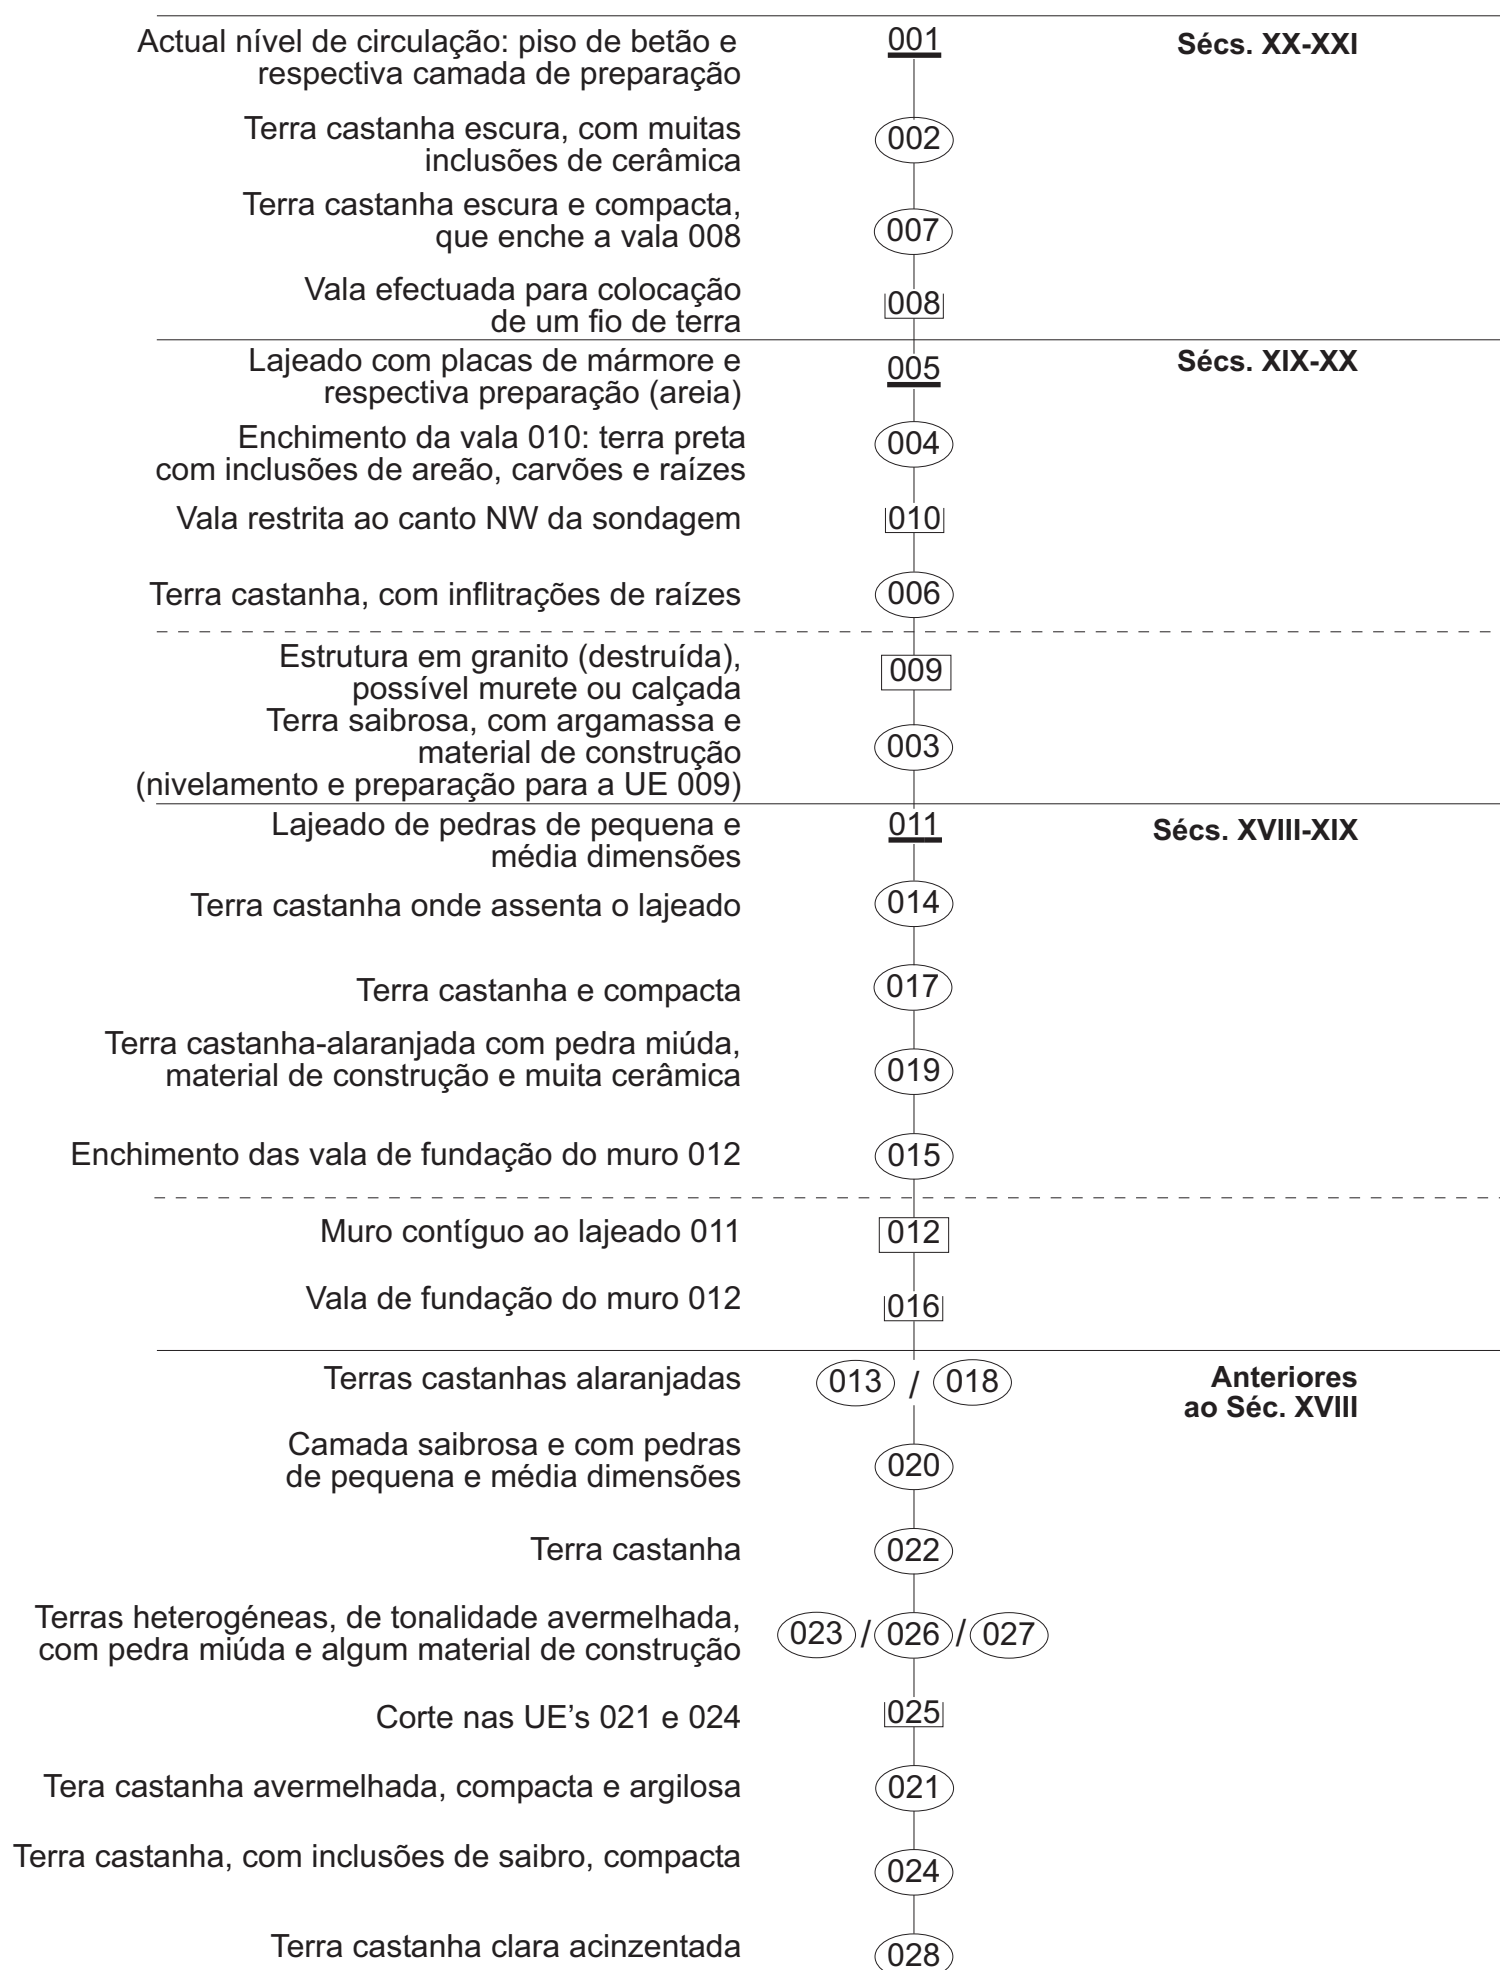 Actual nível de circulação: piso de betão e
respectiva camada de preparação
001
Sécs. XX-XXI
Terra castanha escura, com muitas
inclusões de cerâmica
002
Terra castanha escura e compacta,
que enche a vala 008
007
Vala efectuada para colocação
de um fio de terra
008
Lajeado com placas de mármore e
respectiva preparação (areia)
005
Sécs. XIX-XX
Enchimento da vala 010: terra preta
com inclusões de areão, carvões e raízes
004
Vala restrita ao canto NW da sondagem
010
Terra castanha, com inflitrações de raízes
006
Estrutura em granito (destruída),
possível murete ou calçada
009
Terra saibrosa, com argamassa e
material de construção
(nivelamento e preparação para a UE 009)
003
Lajeado de pedras de pequena e
média dimensões
011
Sécs. XVIII-XIX
Terra castanha onde assenta o lajeado
014
Terra castanha e compacta
017
Terra castanha-alaranjada com pedra miúda,
material de construção e muita cerâmica
019
Enchimento das vala de fundação do muro 012
015
Muro contíguo ao lajeado 011
012
Vala de fundação do muro 012
016
Terras castanhas alaranjadas
013 / 018
Anteriores
ao Séc. XVIII
Camada saibrosa e com pedras
de pequena e média dimensões
020
Terra castanha
022
Terras heterogéneas, de tonalidade avermelhada,
com pedra miúda e algum material de construção
023 / 026 / 027
Corte nas UE’s 021 e 024
025
Tera castanha avermelhada, compacta e argilosa
021
Terra castanha, com inclusões de saibro, compacta
024
Terra castanha clara acinzentada
028